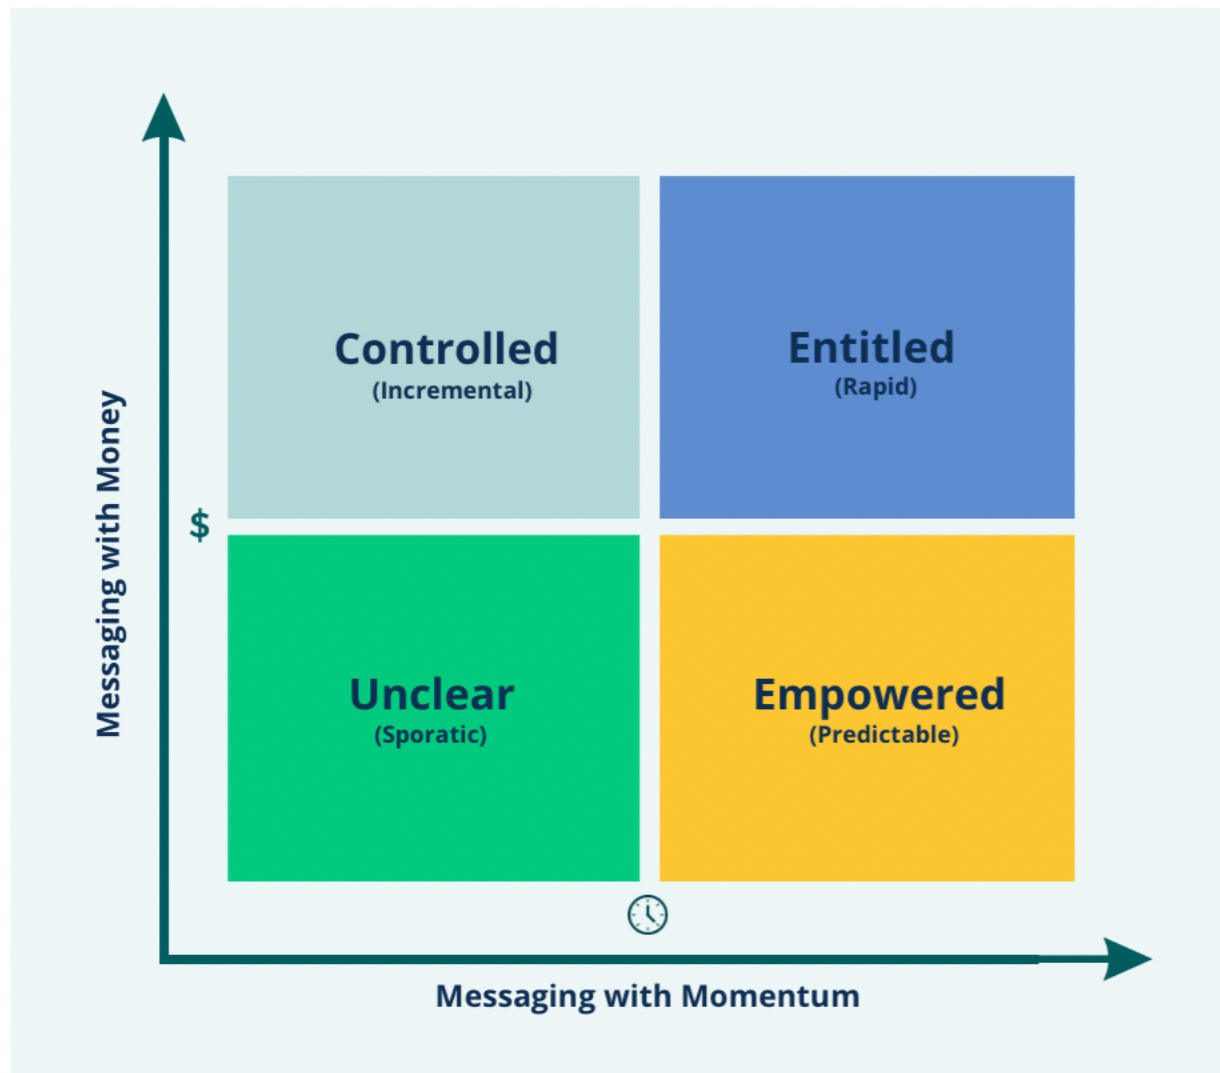 Controlled
(Incremental)
Entitled
(Rapid)
Messaging with Money
$
Unclear
(Sporatic)
Empowered
(Predictable)
Messaging with Momentum